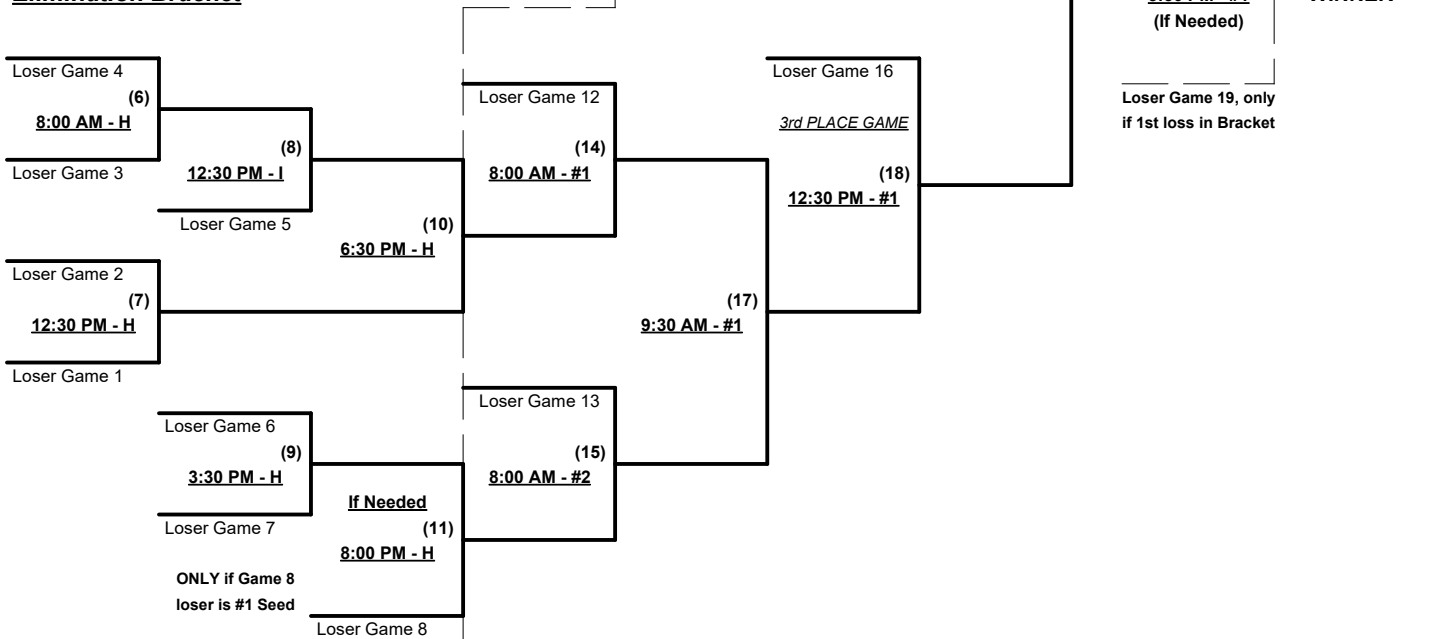 (If Needed)
Loser Game 4
Loser Game 16
(6)
Loser Game 12
Loser Game 19, only
8:00 AM - H
3rd PLACE GAME
if 1st loss in Bracket
(8)
(14)
Loser Game 3
12:30 PM - I
8:00 AM - #1
(18)
12:30 PM - #1
Loser Game 5
(10)
6:30 PM - H
Loser Game 2
(7)
(17)
12:30 PM - H
9:30 AM - #1
Loser Game 1
Loser Game 13
Loser Game 6
(9)
(15)
3:30 PM - H
8:00 AM - #2
If Needed
Loser Game 7
(11)
8:00 PM - H
ONLY if Game 8
loser is #1 Seed
Loser Game 8